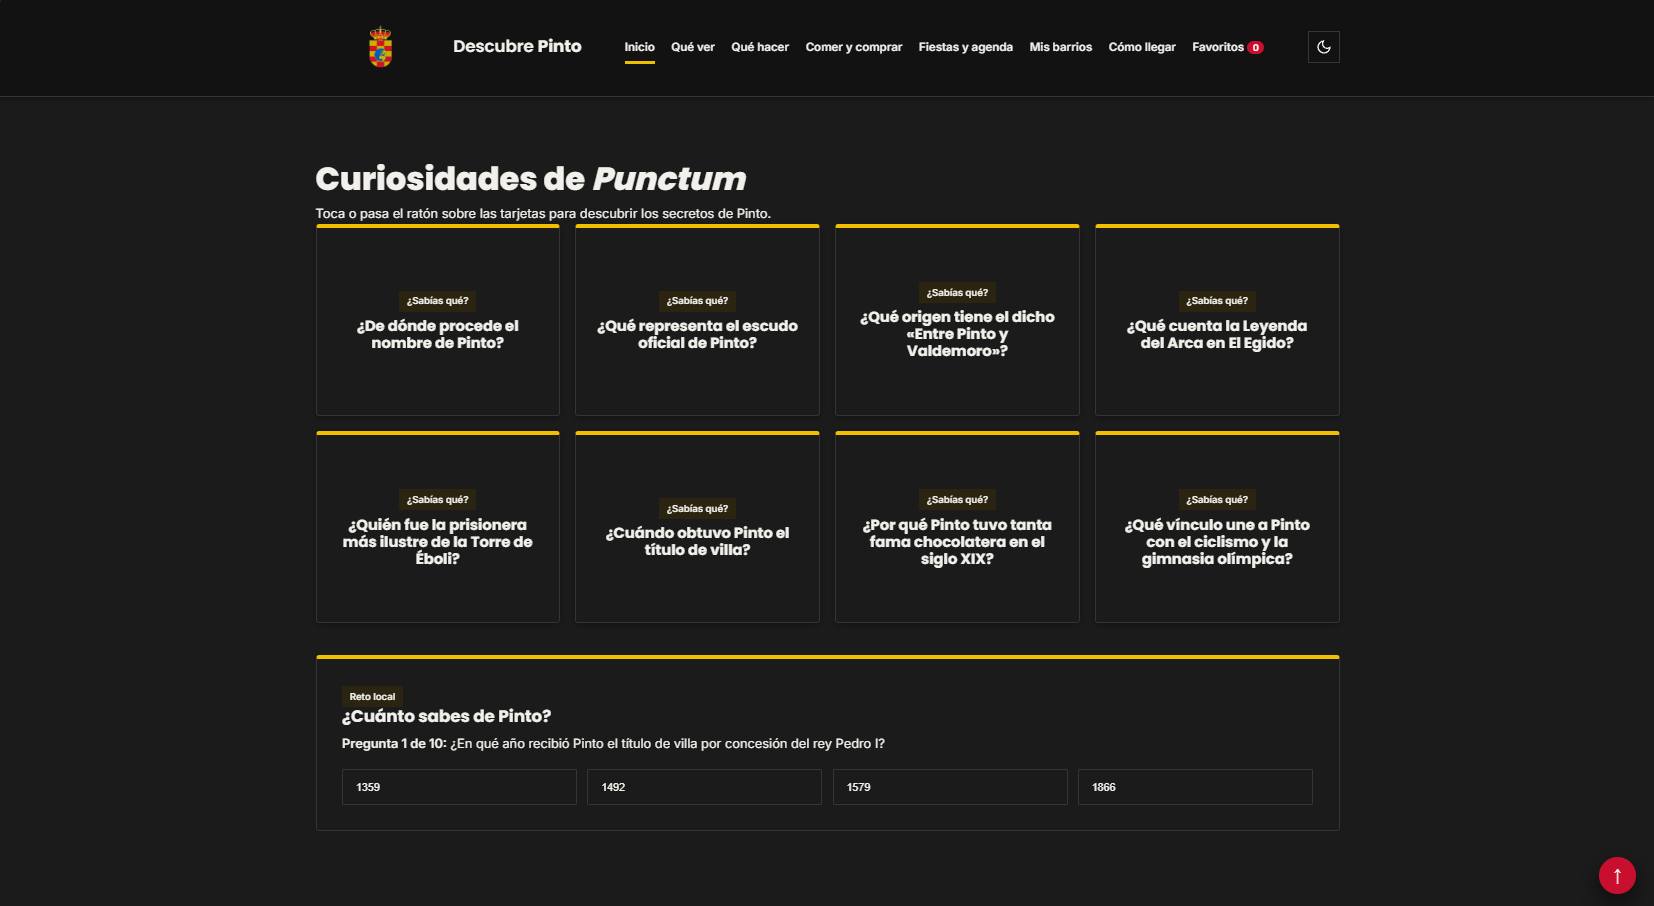 Descubre Pinto
Inicio
Qué ver
Qué hacer
Comer y comprar
Fiestas y agenda
Mis barrios
Cómo llegar
Favoritos 0
Curiosidades de Punctum
Toca o pasa el ratón sobre las tarjetas para descubrir los secretos de Pinto.
¿Sabías qué?
¿De dónde procede el
nombre de Pinto?
¿Sabías qué?
¿Qué representa el escudo
oficial de Pinto?
¿Sabías qué?
¿Qué origen tiene el dicho
«Entre Pinto y
Valdemoro»?
¿Sabías qué?
¿Qué cuenta la Leyenda
del Arca en El Egido?
¿Sabías qué?
¿Quién fue la prisionera
más ilustre de la Torre de
Éboli?
¿Sabías qué?
¿Cuándo obtuvo Pinto el
título de villa?
¿Sabías qué?
¿Por qué Pinto tuvo tanta
fama chocolatera en el
siglo XIX?
¿Sabías qué?
¿Qué vínculo une a Pinto
con el ciclismo y la
gimnasia olímpica?
Reto local
¿Cuánto sabes de Pinto?
Pregunta 1 de 10: ¿En qué año recibió Pinto el título de villa por concesión del rey Pedro I?
1359
1492
1579
1866
↑